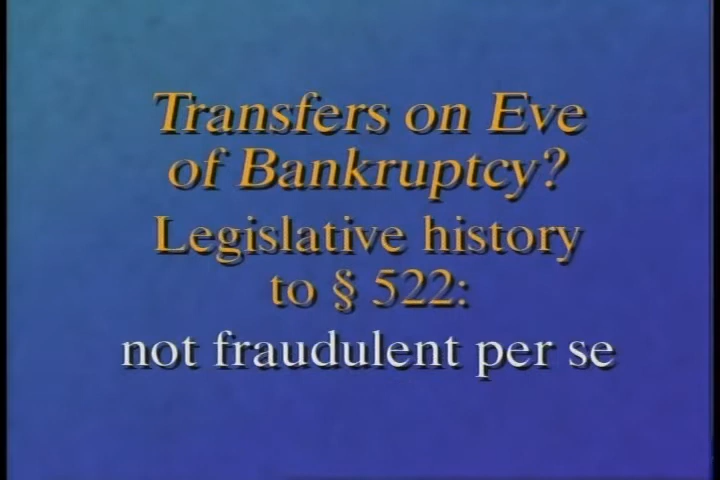 Transfers on Eve
of Bankruptcy?
Legislative history
to § 522:
not fraudulent per se